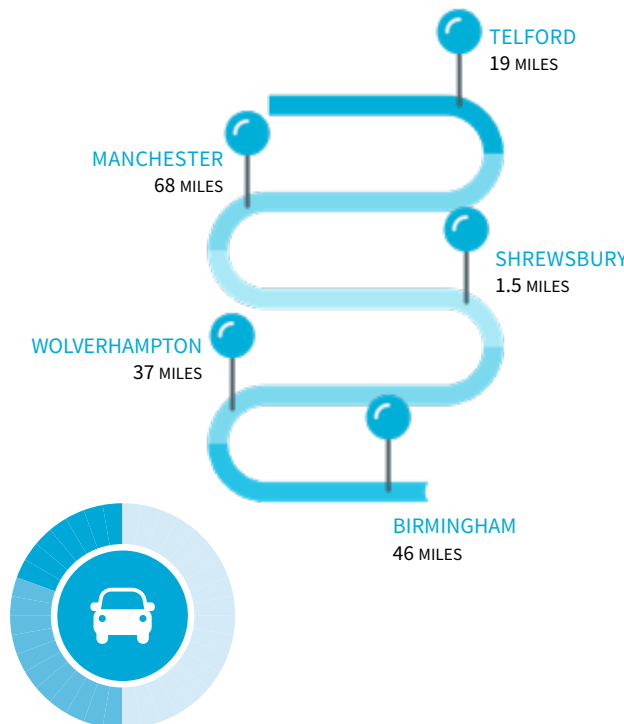 TELFORD
19 MILES
MANCHESTER
68 MILES
SHREWSBURY
1.5 MILES
WOLVERHAMPTON
37 MILES
BIRMINGHAM
46 MILES